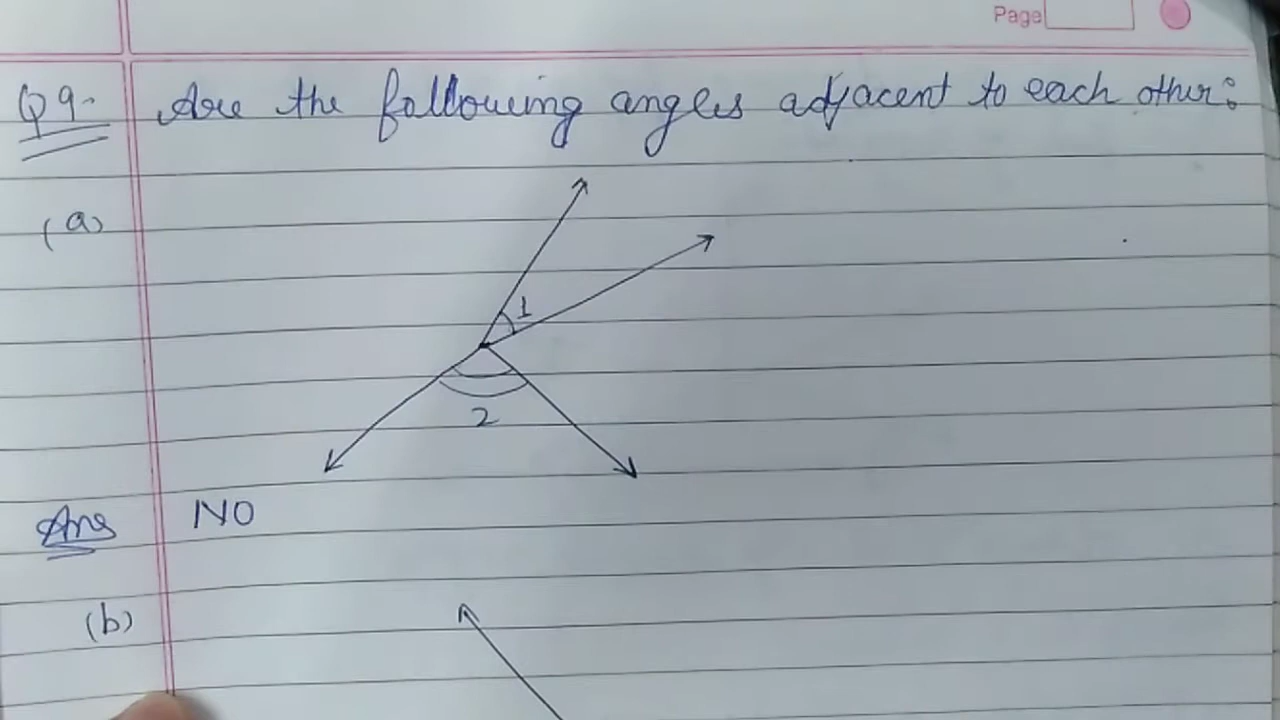 Page
Q9. Are the following angles adjacent to each other:
(a)
1
2
Ans NO
(b)